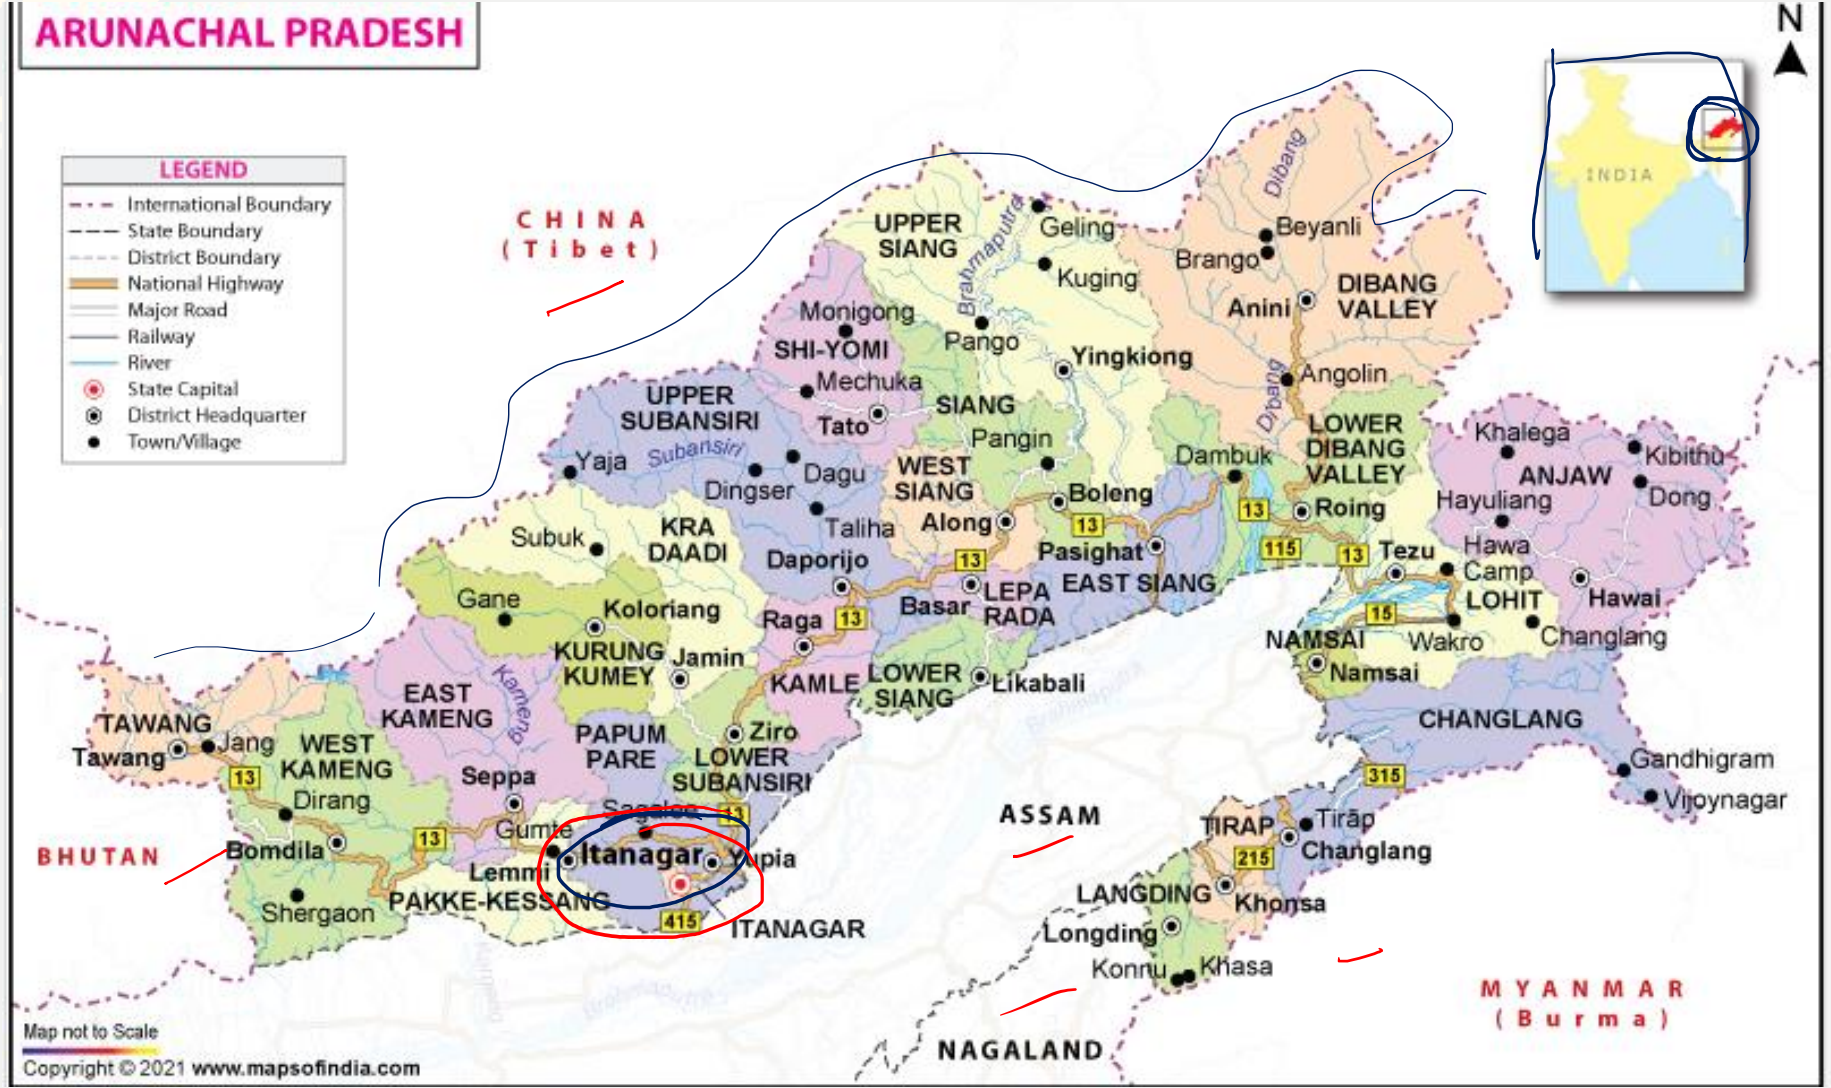 ARUNACHAL PRADESH
N
LEGEND
International Boundary
State Boundary
District Boundary
National Highway
Major Road
Railway
River
State Capital
District Headquarter
Town/Village
INDIA
CHINA
(Tibet)
UPPER
SIANG
Brahmaputra
Geling
Kuging
Pango
Yingkiong
Dibang
Beyanli
Brango
Anini
DIBANG
VALLEY
Angolin
Dibang
Monigong
SHI-YOMI
Mechuka
Tato
SIANG
Pangin
Boleng
UPPER
SUBANSIRI
Subansiri
Yaja
Dingser
Dagu
Taliha
Daporijo
WEST
SIANG
Along
13
13
Pasighat
EAST SIANG
Dambuk
LOWER
DIBANG
VALLEY
13
Roing
115
13
Khalega
Kibithu
ANJAW
Hayuliang
Dong
Tezu
Hawa
Camp
LOHIT
Hawai
15
Wakro
Changlang
NAMSAI
Namsai
Subuk
KRA
DAADI
Gane
Koloriang
KURUNG
KUMEY
Jamin
Raga
13
Basar
LEPA
RADA
KAMLE
LOWER
SIANG
Likabali
Brahmaputra
EAST
KAMENG
Kameng
TAWANG
Tawang
Jang
WEST
KAMENG
13
Dirang
Seppa
PAPUM
PARE
Ziro
LOWER
SUBANSIRI
Sagalee
13
Gumte
13
BHUTAN
Bomdila
Lemmi
Itanagar
Yupia
Shergaon
PAKKE-KESSANG
415
ITANAGAR
CHANGLANG
Gandhigram
Vijoynagar
315
ASSAM
TIRAP
Tirap
Changlang
215
LANGDING
Khonsa
Longding
Konnu
Khasa
Brahmaputra
MYANMAR
(Burma)
NAGALAND
Map not to Scale
Copyright © 2021 www.mapsofindia.com